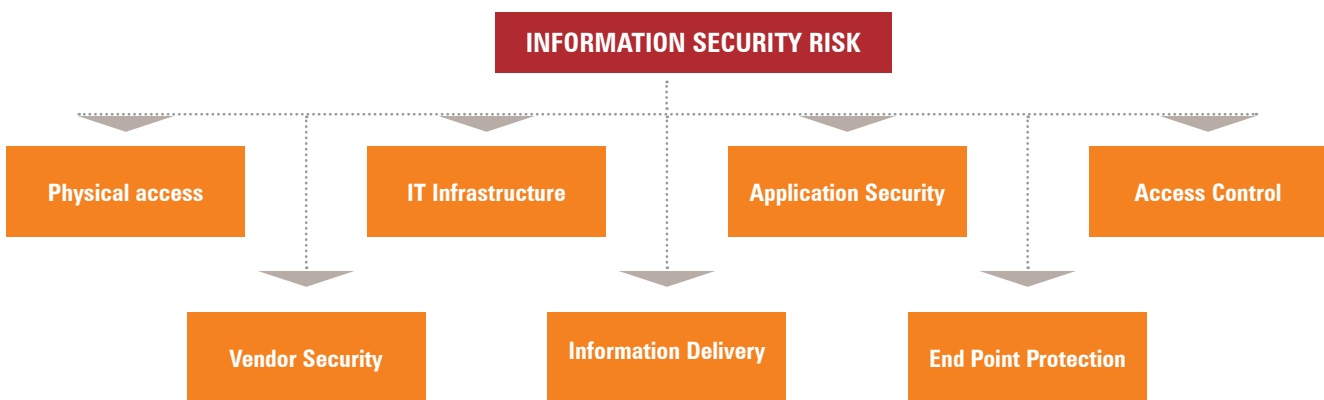 INFORMATION SECURITY RISK
Physical access
IT Infrastructure
Application Security
Access Control
Vendor Security
Information Delivery
End Point Protection